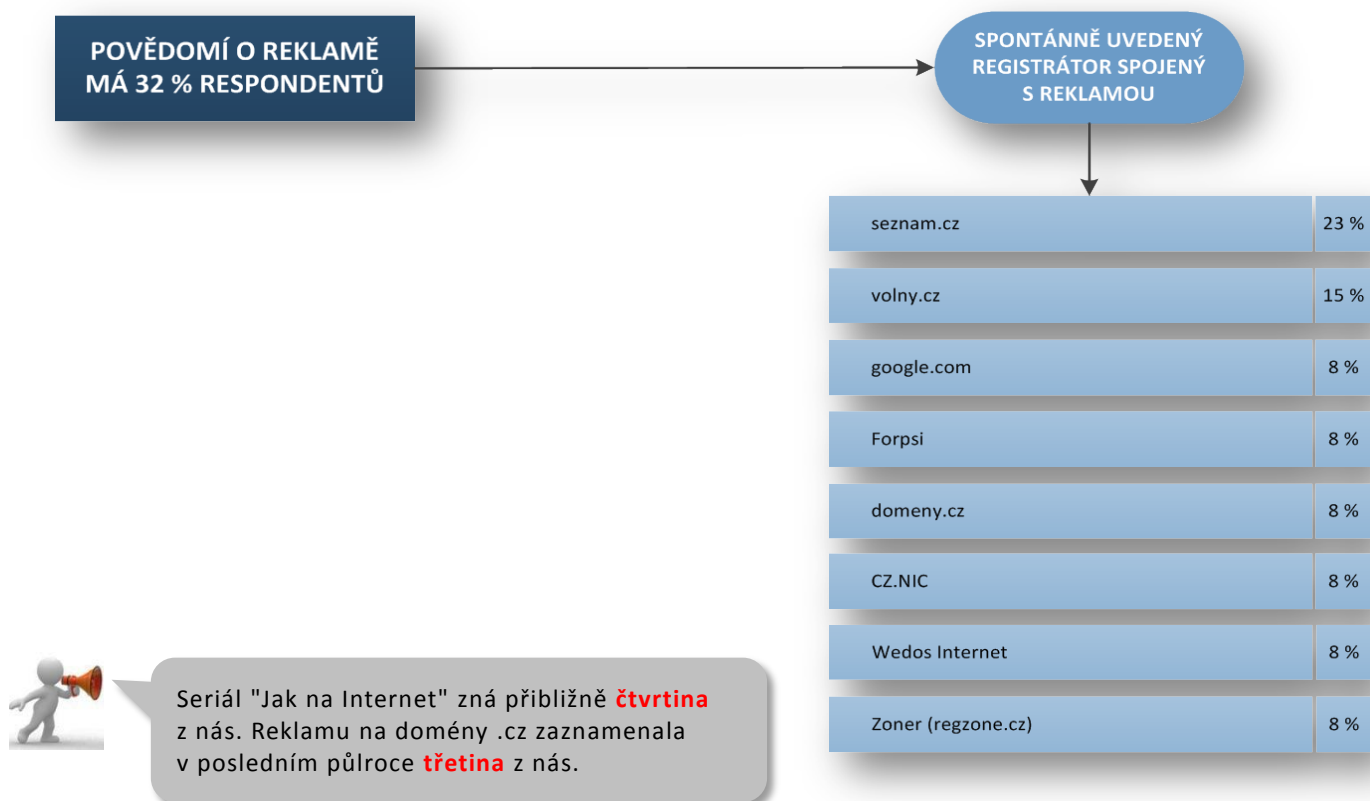 POVĚDOMÍ O REKLAMĚ
MÁ 32 % RESPONDENTŮ
SPONTÁNNĚ UVEDENÝ
REGISTRÁTOR SPOJENÝ
S REKLAMOU
seznam.cz 23 %
volny.cz 15 %
google.com 8 %
Forpsi 8 %
domeny.cz 8 %
CZ.NIC 8 %
Wedos Internet 8 %
Zoner (regzone.cz) 8 %
Seriál "Jak na Internet" zná přibližně čtvrtina
z nás. Reklamu na domény .cz zaznamenala
v posledním půlroce třetina z nás.